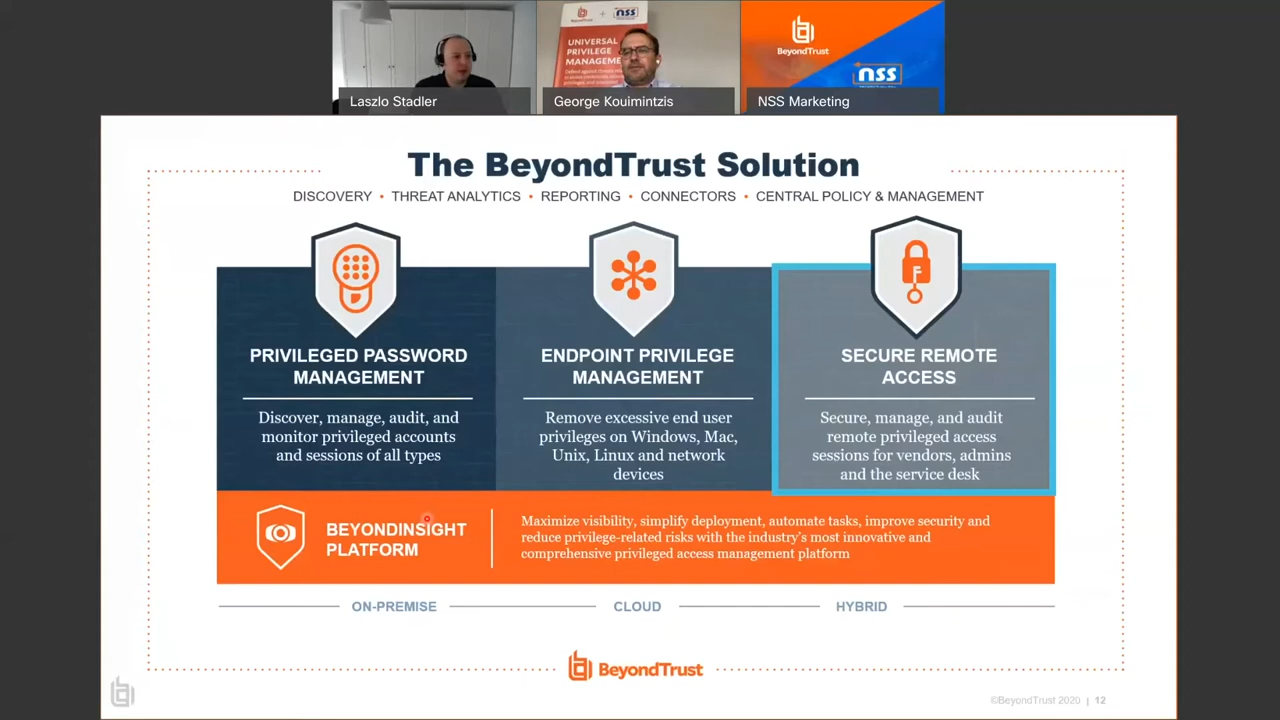 BeyondTrust + nss
UNIVERSAL
PRIVILEGE
MANAGEME
BeyondTrust
nss
Laszlo Stadler
George Kouimintzis
NSS Marketing
The BeyondTrust Solution
DISCOVERY • THREAT ANALYTICS • REPORTING • CONNECTORS • CENTRAL POLICY & MANAGEMENT
PRIVILEGED PASSWORD
MANAGEMENT
Discover, manage, audit, and
monitor privileged accounts
and sessions of all types
ENDPOINT PRIVILEGE
MANAGEMENT
Remove excessive end user
privileges on Windows, Mac,
Unix, Linux and network
devices
SECURE REMOTE
ACCESS
Secure, manage, and audit
remote privileged access
sessions for vendors, admins
and the service desk
BEYONDINSIGHT
PLATFORM
Maximize visibility, simplify deployment, automate tasks, improve security and
reduce privilege-related risks with the industry's most innovative and
comprehensive privileged access management platform
ON-PREMISE
CLOUD
HYBRID
BeyondTrust
©BeyondTrust 2020 | 12